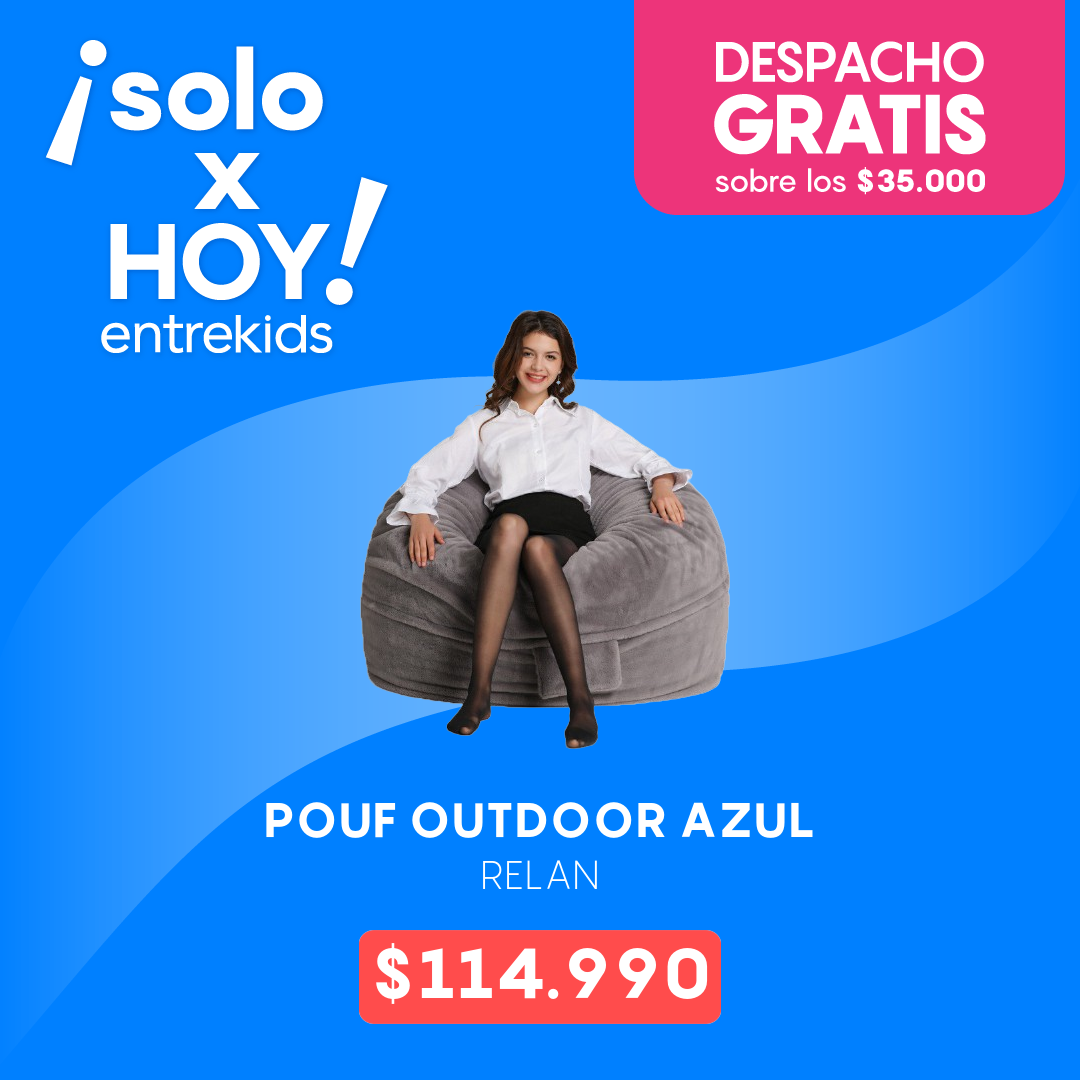 ¡solo
x
HOY!
entrekids
DESPACHO
GRATIS
sobre los $35.000
POUF OUTDOOR AZUL
RELAN
$114.990